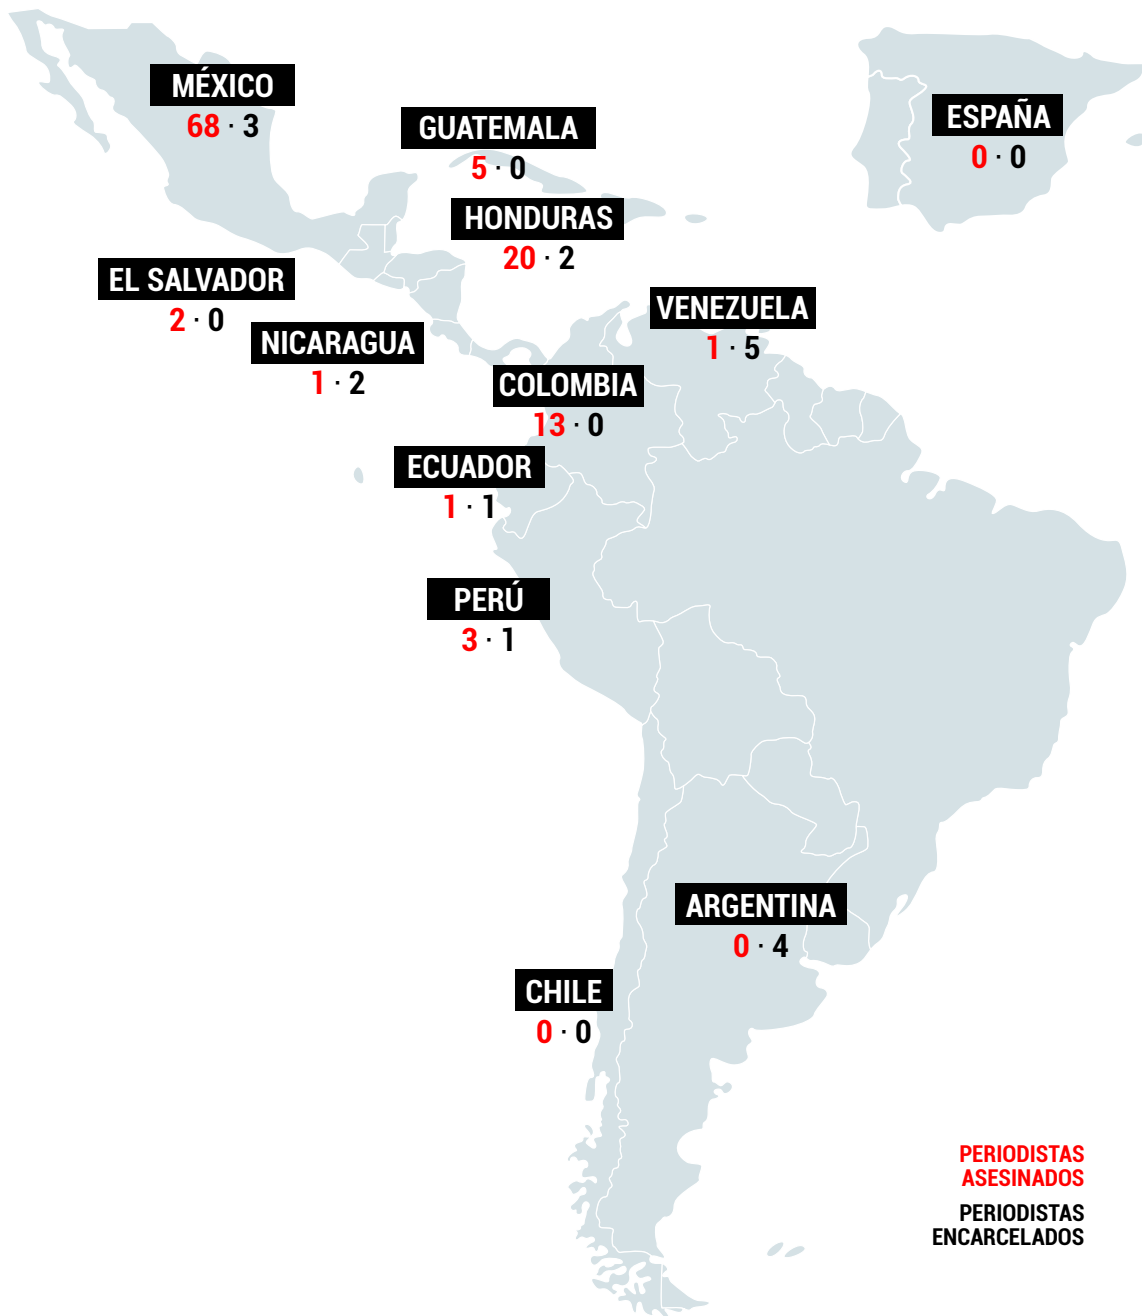 MÉXICO
68 · 3
GUATEMALA
5 · 0
ESPAÑA
0 · 0
HONDURAS
20 · 2
EL SALVADOR
2 · 0
VENEZUELA
1 · 5
NICARAGUA
1 · 2
COLOMBIA
13 · 0
ECUADOR
1 · 1
PERÚ
3 · 1
ARGENTINA
0 · 4
CHILE
0 · 0
PERIODISTAS
ASESINADOS
PERIODISTAS
ENCARCELADOS